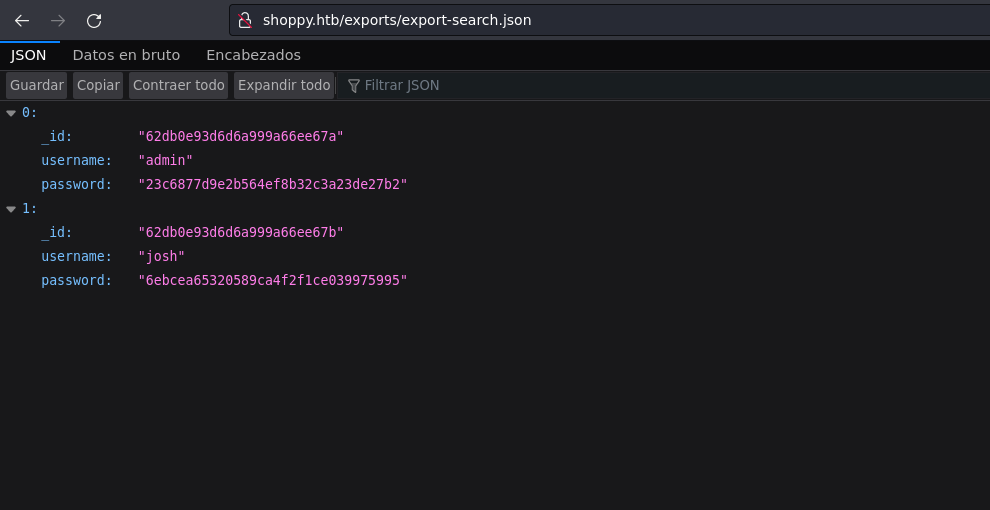 shoppy.htb/exports/export-search.json
JSON Datos en bruto Encabezados
Guardar Copiar Contraer todo Expandir todo Filtrar JSON
0:
_id: "62db0e93d6d6a999a66ee67a"
username: "admin"
password: "23c6877d9e2b564ef8b32c3a23de27b2"
1:
_id: "62db0e93d6d6a999a66ee67b"
username: "josh"
password: "6ebcea65320589ca4f2f1ce039975995"